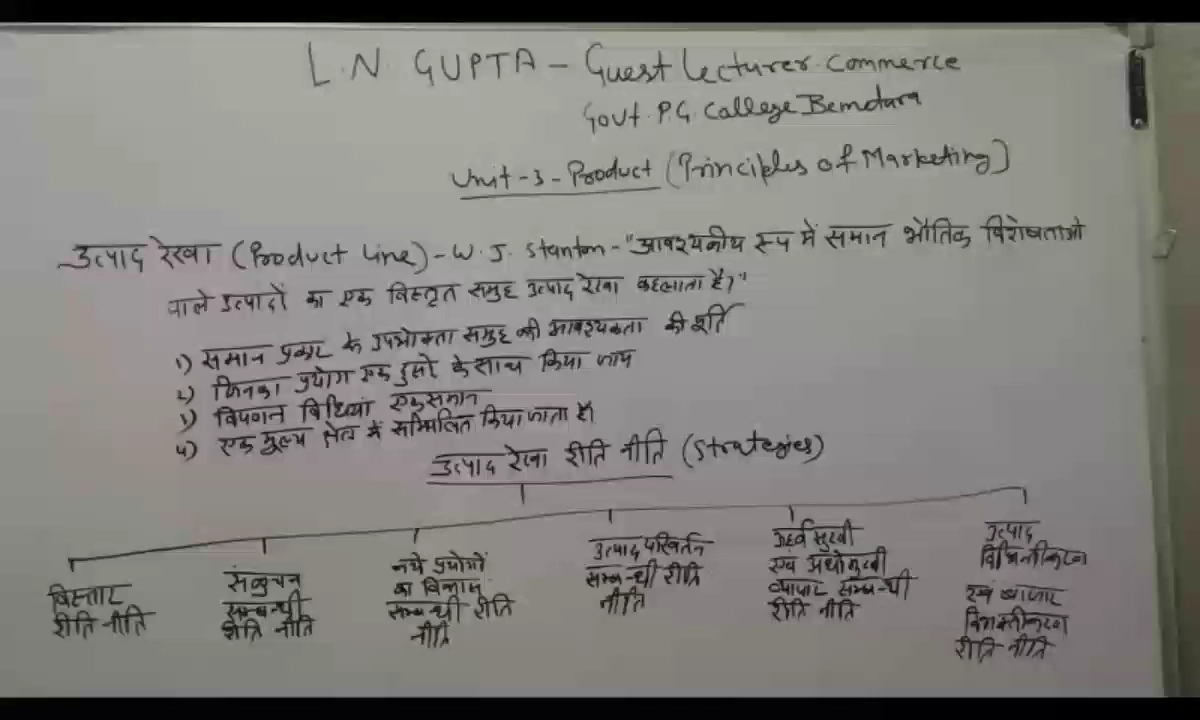 L.N. GUPTA - Guest Lecturer. Commerce
Govt. P.G. College Bemetara
Unit-3-Product (Principles of Marketing)
उत्पाद रेखा (Product Line) - W. J. Stanton - "आवश्यकीय रूप में समान भौतिक विशेषताओ
वाले उत्पादों का एक विस्तृत समुह उत्पाद रेखा कहलाता है।"
1) समान प्रकार के उपभोक्ता समुह की आवश्यकता की पूर्ति
2) जिनका प्रयोग एक दुसरे के साथ किया जाय
3) विपणन विधियां एकसमान
4) एक मूल्य क्षेत्र में सम्मिलित किया जाता है।
उत्पाद रेखा रीति नीति (Strategies)
विस्तार
रीति नीति
संकुचन
सम्बन्धी
रीति नीति
नये प्रयोगों
का विकास
सम्बन्धी रीति
नीति
उत्पाद परिवर्तन
सम्बन्धी रीति
नीति
उर्ध्व मुखी
एवं अधोमुखी
व्यापार सम्बन्धी
रीति नीति
उत्पाद
विभिन्नीकरण
एवं बाजार
विभक्तीकरण
रीति नीति